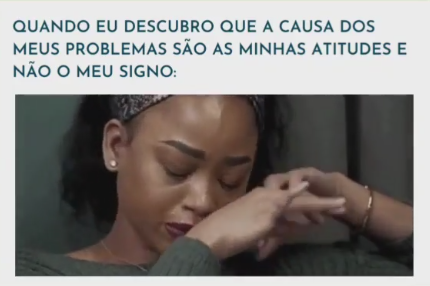 QUANDO EU DESCUBRO QUE A CAUSA DOS
MEUS PROBLEMAS SÃO AS MINHAS ATITUDES E
NÃO O MEU SIGNO: